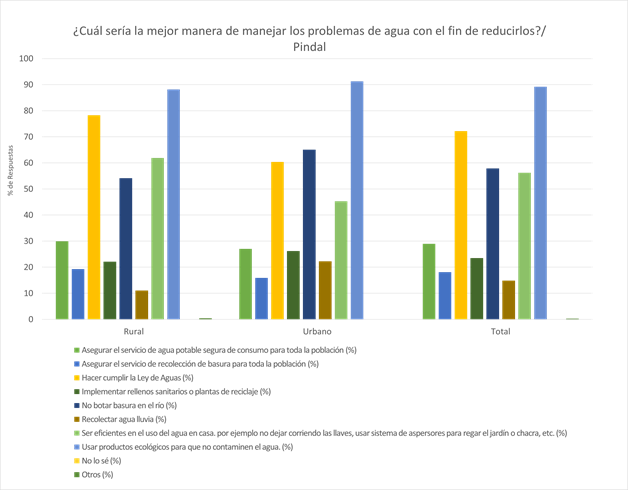 ¿Cuál sería la mejor manera de manejar los problemas de agua con el fin de reducirlos?/
Pindal
100
90
80
70
60
50
40
30
20
10
0
% de Respuestas
Rural
Urbano
Total
Asegurar el servicio de agua potable segura de consumo para toda la población (%)
Asegurar el servicio de recolección de basura para toda la población (%)
Hacer cumplir la Ley de Aguas (%)
Implementar rellenos sanitarios o plantas de reciclaje (%)
No botar basura en el río (%)
Recolectar agua lluvia (%)
Ser eficientes en el uso del agua en casa. por ejemplo no dejar corriendo las llaves, usar sistema de aspersores para regar el jardín o chacra, etc. (%)
Usar productos ecológicos para que no contaminen el agua. (%)
No lo sé (%)
Otros (%)